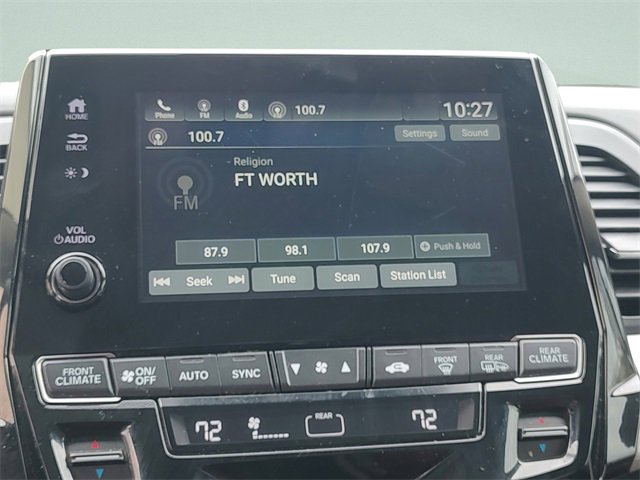 HOME
BACK
VOL
AUDIO
Phone
FM
Audio
100.7
10:27
100.7
Settings
Sound
- Religion
FT WORTH
FM
87.9
98.1
107.9
Push & Hold
Seek
Tune
Scan
Station List
FRONT CLIMATE
ON/OFF
AUTO
SYNC
FRONT
REAR
REAR CLIMATE
72
REAR
72